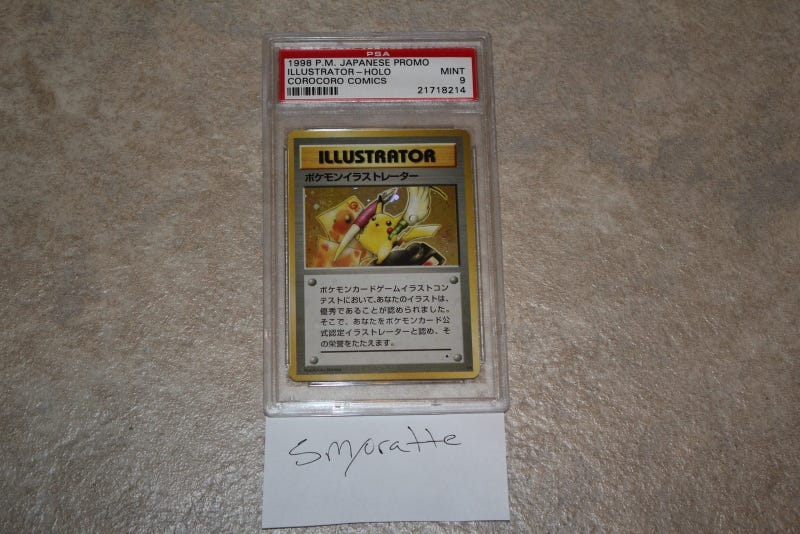 PSA
1998 P.M. JAPANESE PROMO
ILLUSTRATOR-HOLO MINT
COROCORO COMICS 9
21718214
ILLUSTRATOR
ポケモンイラストレーター
ポケモンカードゲームイラストコン
テストにおいて、あなたのイラストは、
優秀であることが認められました。
そこで、あなたをポケモンカード公
式認定イラストレーターと認め、そ
の栄誉をたたえます。
smyoratte